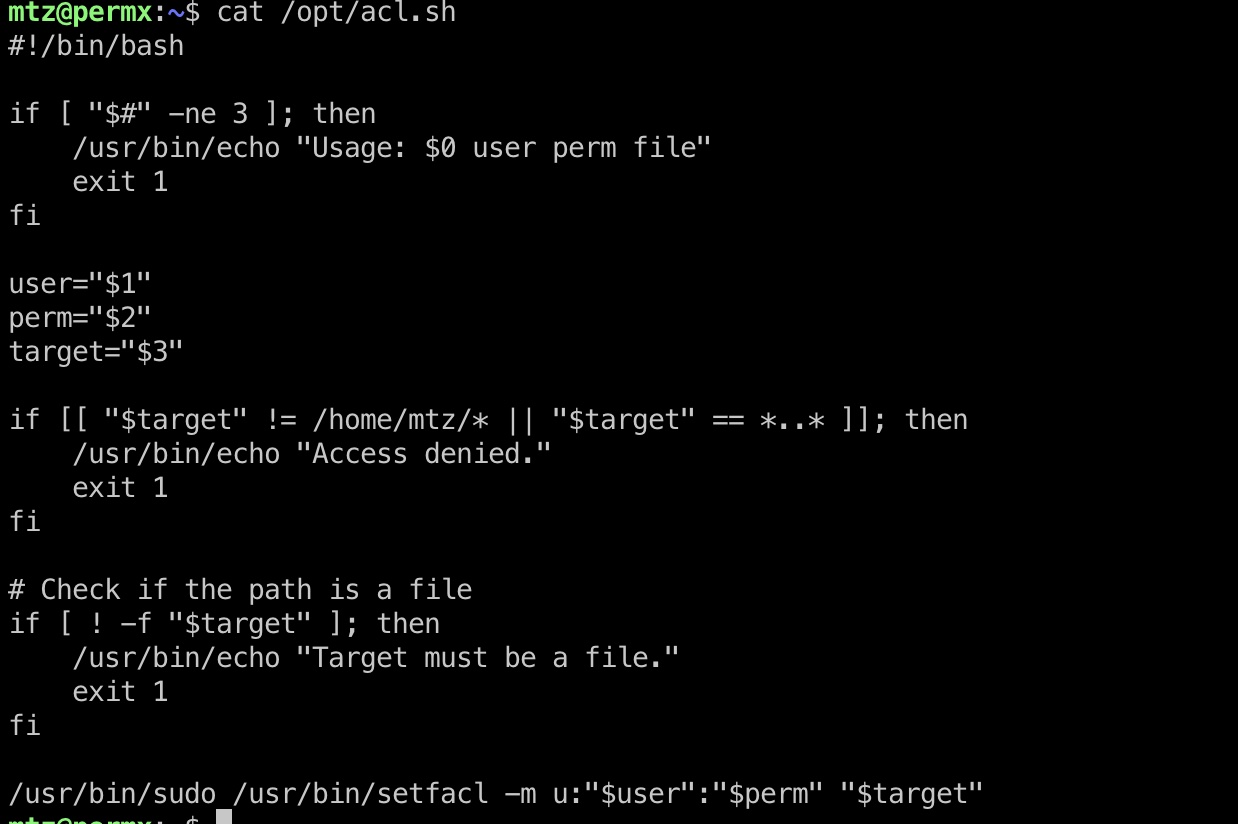 mtz@permx:~$ cat /opt/acl.sh
#!/bin/bash

if [ "$#" -ne 3 ]; then
    /usr/bin/echo "Usage: $0 user perm file"
    exit 1
fi

user="$1"
perm="$2"
target="$3"

if [[ "$target" != /home/mtz/* || "$target" == *..* ]]; then
    /usr/bin/echo "Access denied."
    exit 1
fi

# Check if the path is a file
if [ ! -f "$target" ]; then
    /usr/bin/echo "Target must be a file."
    exit 1
fi

/usr/bin/sudo /usr/bin/setfacl -m u:"$user":"$perm" "$target"
mtz@permx:~$